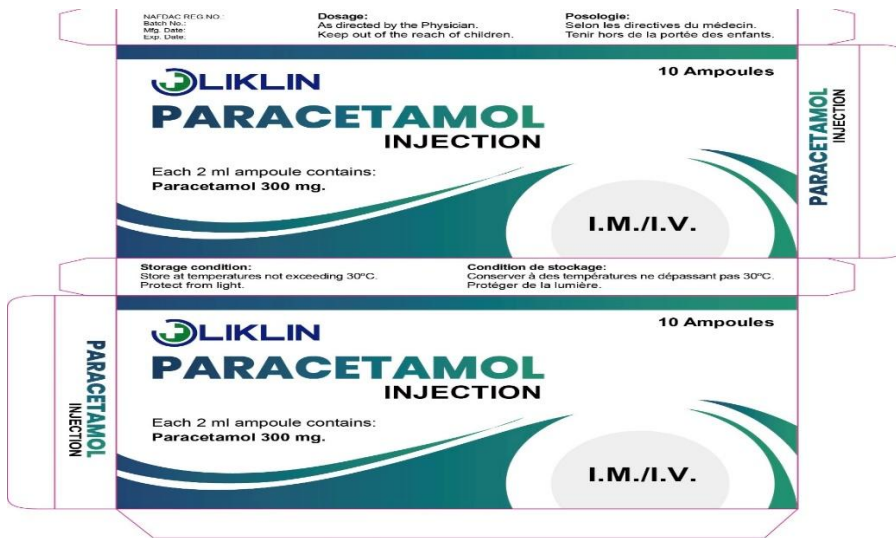 NAFDAC REG.NO.:
Batch No.:
Mfg. Date:
Exp. Date:
Dosage:
As directed by the Physician.
Keep out of the reach of children.
Posologie:
Selon les directives du médecin.
Tenir hors de la portée des enfants.
LIKLIN
10 Ampoules
PARACETAMOL
INJECTION
Each 2 ml ampoule contains:
Paracetamol 300 mg.
I.M./I.V.
PARACETAMOL
INJECTION
Storage condition:
Store at temperatures not exceeding 30ºC.
Protect from light.
Condition de stockage:
Conserver à des températures ne dépassant pas 30ºC.
Protéger de la lumière.
PARACETAMOL
INJECTION
LIKLIN
10 Ampoules
PARACETAMOL
INJECTION
Each 2 ml ampoule contains:
Paracetamol 300 mg.
I.M./I.V.